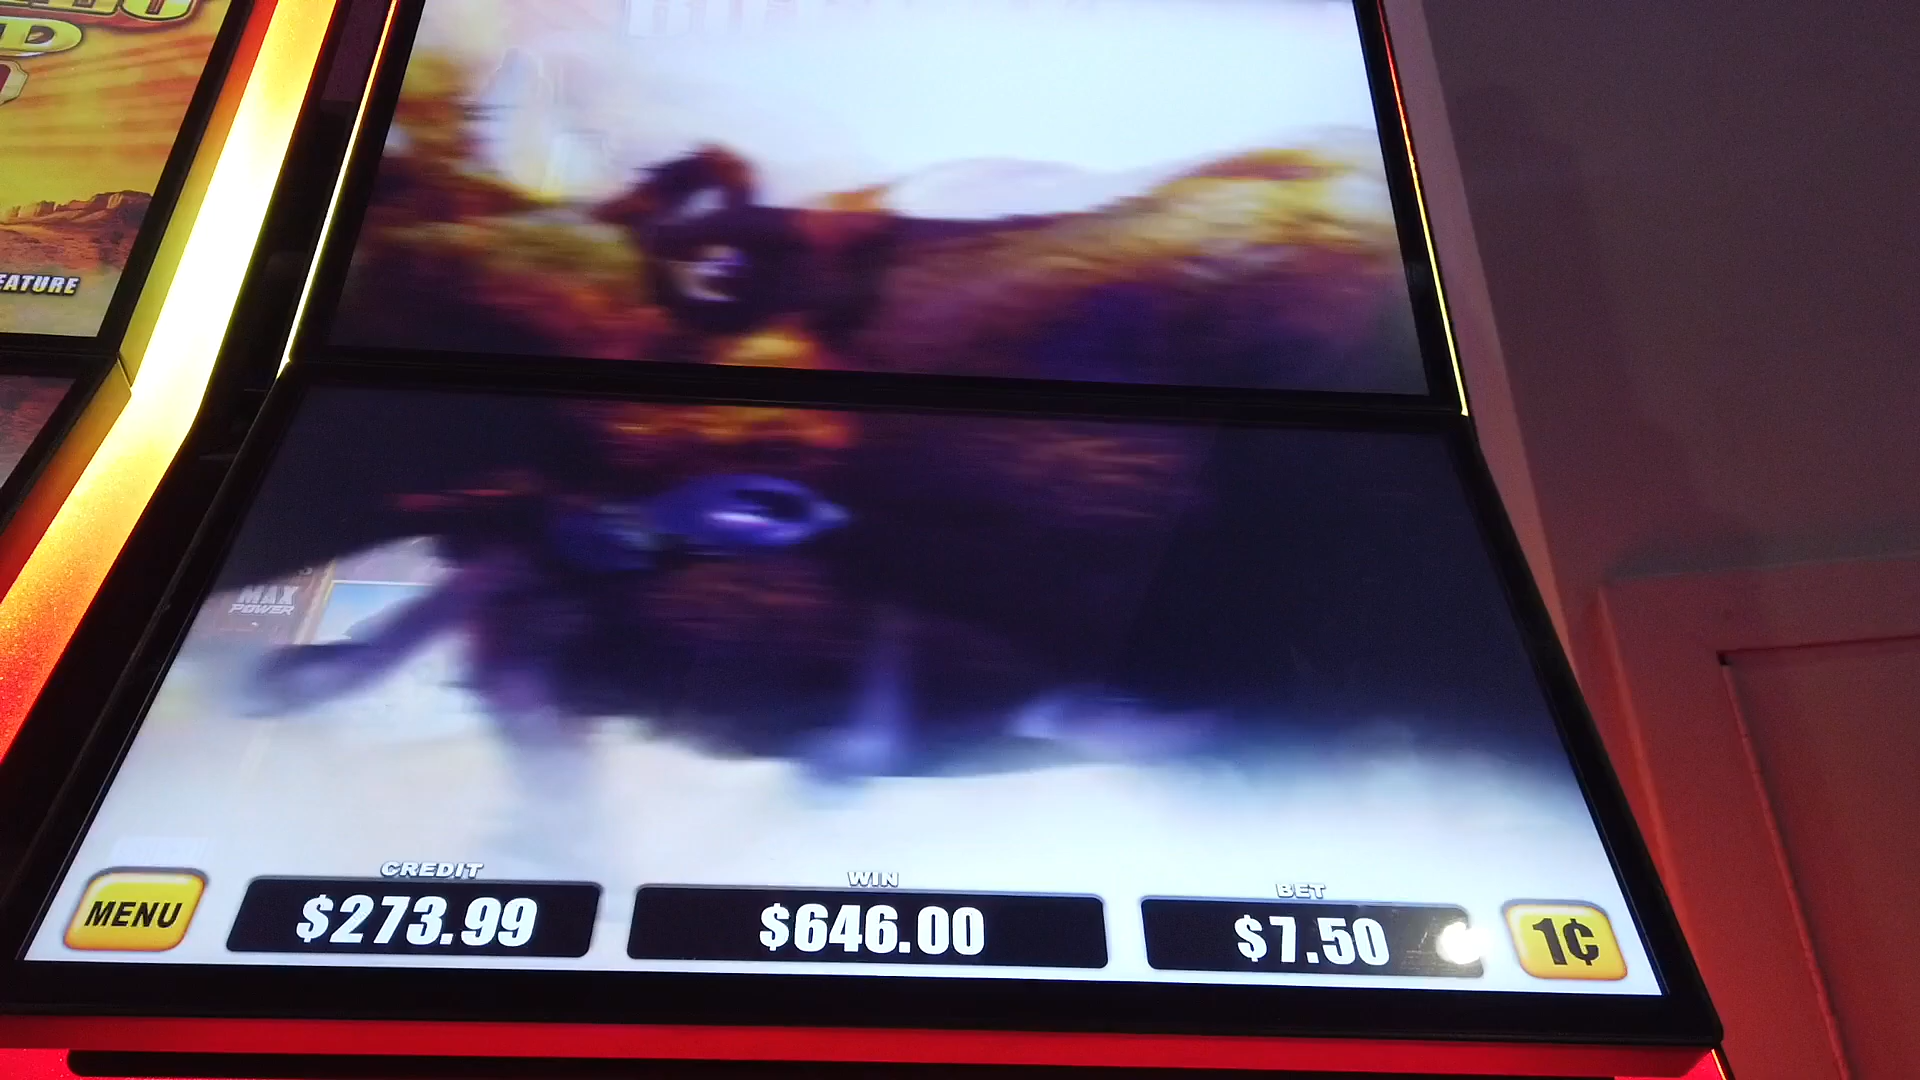 D
EATURE
MAX
POWER
CREDIT
WIN
BET
MENU
$273.99
$646.00
$7.50
1¢